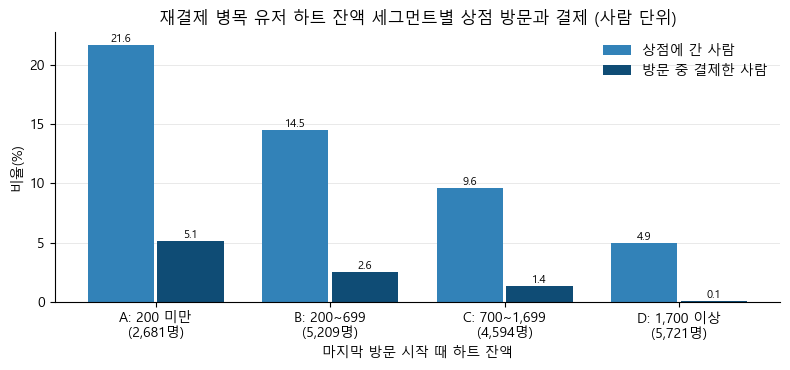 재결제 병목 유저 하트 잔액 세그먼트별 상점 방문과 결제 (사람 단위)
상점에 간 사람
방문 중 결제한 사람
비율(%)
20
15
10
5
0
21.6
5.1
14.5
2.6
9.6
1.4
4.9
0.1
A: 200 미만
(2,681명)
B: 200~699
(5,209명)
C: 700~1,699
(4,594명)
D: 1,700 이상
(5,721명)
마지막 방문 시작 때 하트 잔액